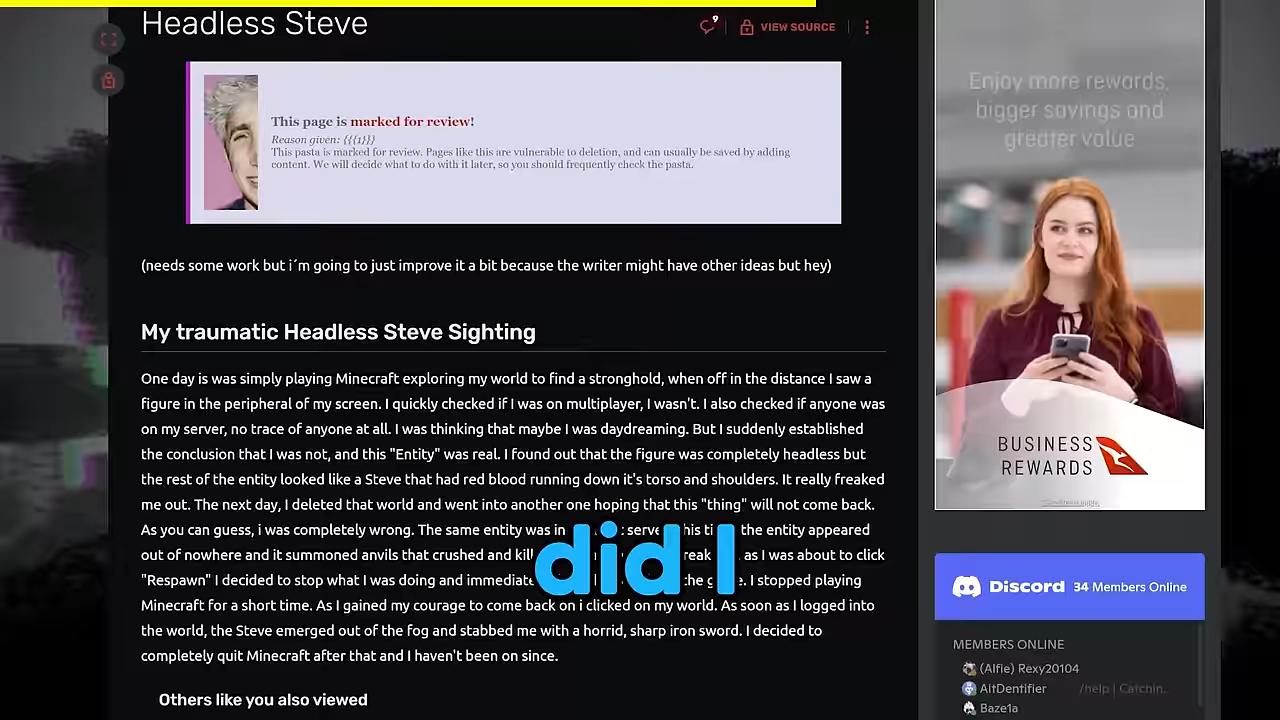 Headless Steve
9
VIEW SOURCE
This page is marked for review!
Reason given: {{{1}}}
This pasta is marked for review. Pages like this are vulnerable to deletion, and can usually be saved by adding
content. We will decide what to do with it later, so you should frequently check the pasta.
(needs some work but i´m going to just improve it a bit because the writer might have other ideas but hey)
My traumatic Headless Steve Sighting
One day is was simply playing Minecraft exploring my world to find a stronghold, when off in the distance I saw a
figure in the peripheral of my screen. I quickly checked if I was on multiplayer, I wasn't. I also checked if anyone was
on my server, no trace of anyone at all. I was thinking that maybe I was daydreaming. But I suddenly established
the conclusion that I was not, and this "Entity" was real. I found out that the figure was completely headless but
the rest of the entity looked like a Steve that had red blood running down it's torso and shoulders. It really freaked
me out. The next day, I deleted that world and went into another one hoping that this "thing" will not come back.
As you can guess, i was completely wrong. The same entity was in serve his ti the entity appeared
out of nowhere and it summoned anvils that crushed and kill reak as I was about to click
"Respawn" I decided to stop what I was doing and immediate the g e. I stopped playing
Minecraft for a short time. As I gained my courage to come back on i clicked on my world. As soon as I logged into
the world, the Steve emerged out of the fog and stabbed me with a horrid, sharp iron sword. I decided to
completely quit Minecraft after that and I haven't been on since.
did I
Others like you also viewed
Enjoy more rewards,
bigger savings and
greater value
BUSINESS
REWARDS
Discord 34 Members Online
MEMBERS ONLINE
(Alfie) Rexy20104
AltDentifier /help | Catchin..
Baze1a